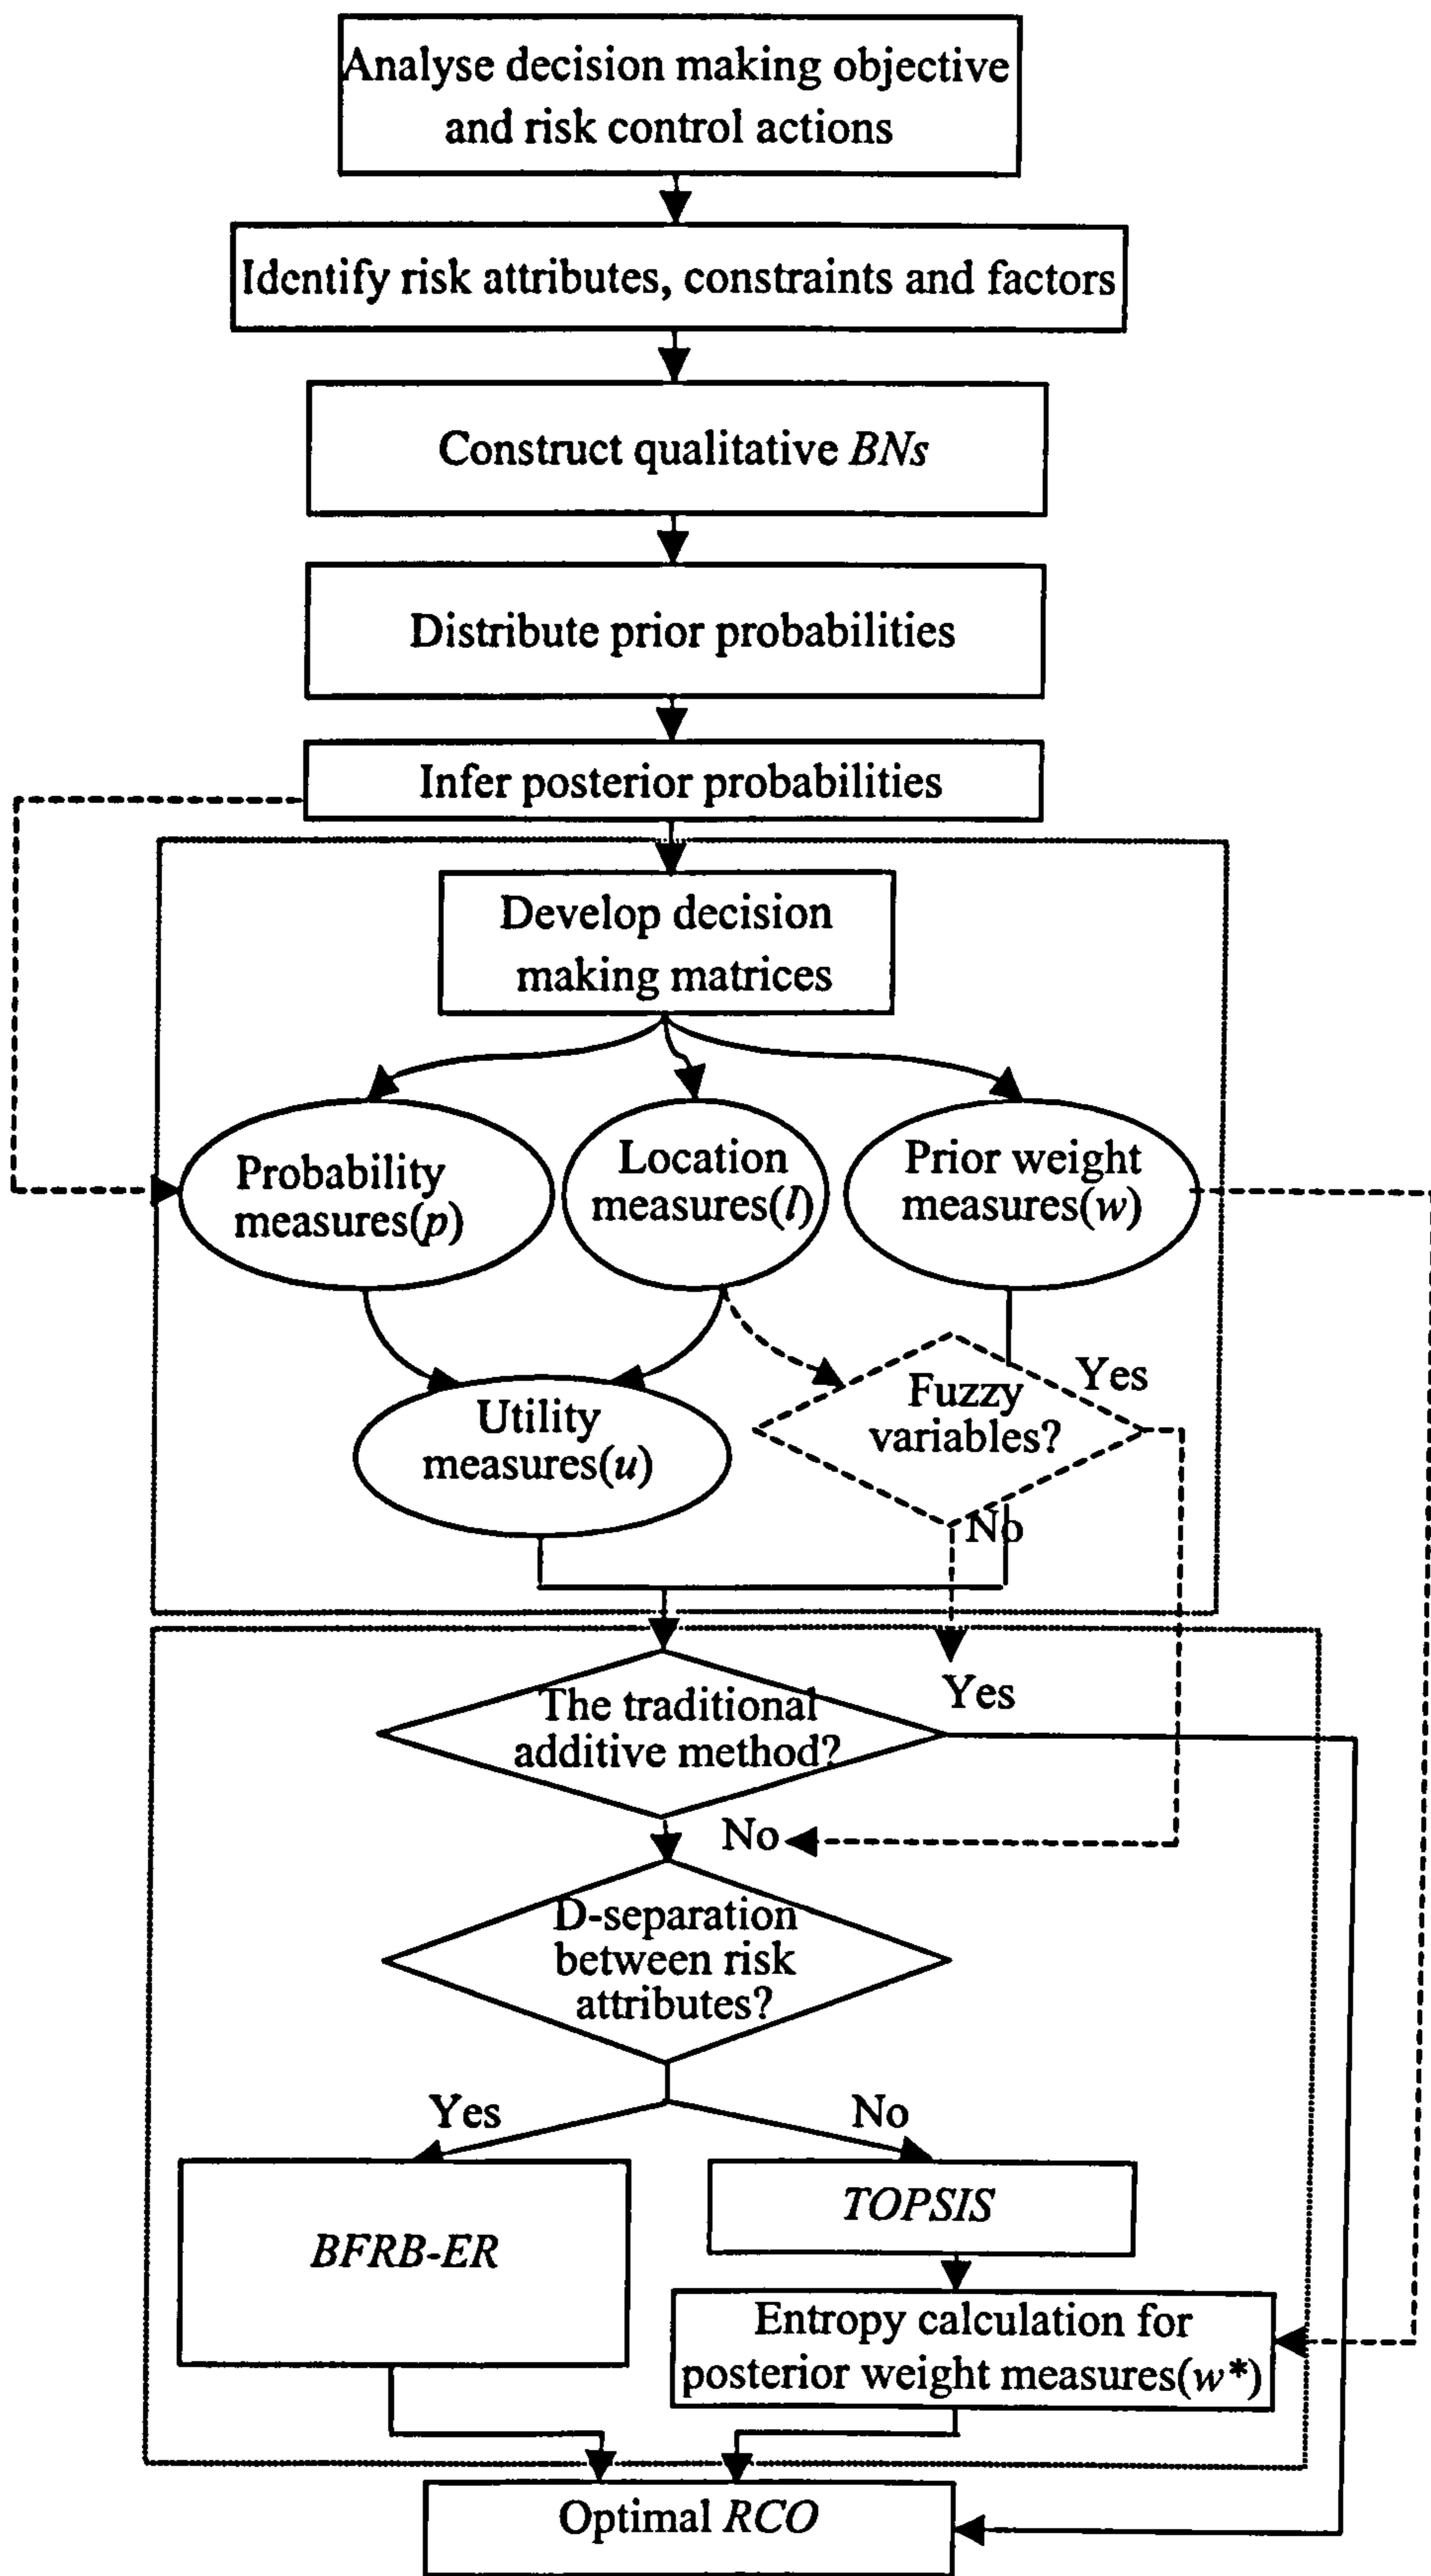 Analyse decision making objective
and risk control actions
Identify risk attributes, constraints and factors
Construct qualitative BNs
Distribute prior probabilities
Infer posterior probabilities
Develop decision
making matrices
Probability
measures(p)
Location
measures(l)
Prior weight
measures(w)
Utility
measures(u)
Fuzzy
variables?
Yes
No
The traditional
additive method?
Yes
No
D-separation
between risk
attributes?
Yes
No
BFRB-ER
TOPSIS
Entropy calculation for
posterior weight measures(w*)
Optimal RCO